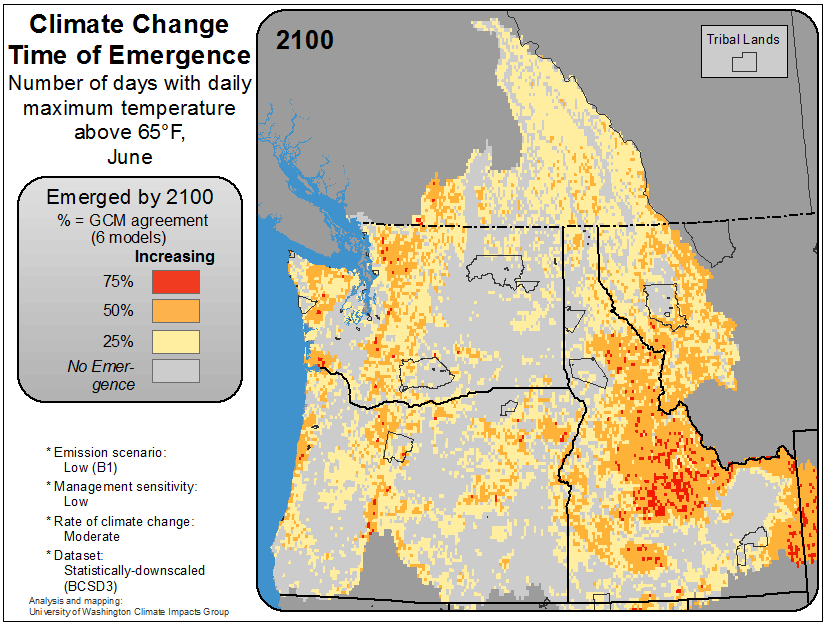 Climate Change
Time of Emergence
Number of days with daily
maximum temperature
above 65°F,
June
Emerged by 2100
% = GCM agreement
(6 models)
Increasing
75%
50%
25%
No Emer-
gence
* Emission scenario:
Low (B1)
* Management sensitivity:
Low
* Rate of climate change:
Moderate
* Dataset:
Statistically-downscaled
(BCSD3)
Analysis and mapping:
University of Washington Climate Impacts Group
2100
Tribal Lands